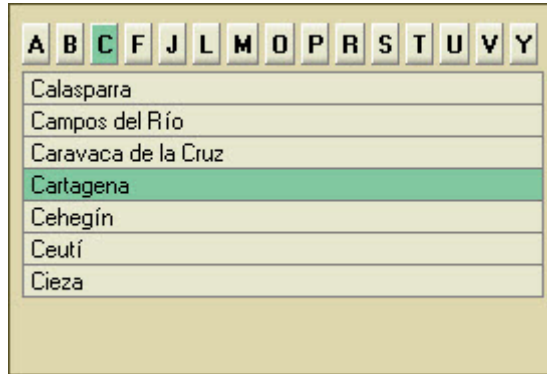 A B C F J L M O P R S T U V Y
Calasparra
Campos del Río
Caravaca de la Cruz
Cartagena
Cehegín
Ceutí
Cieza